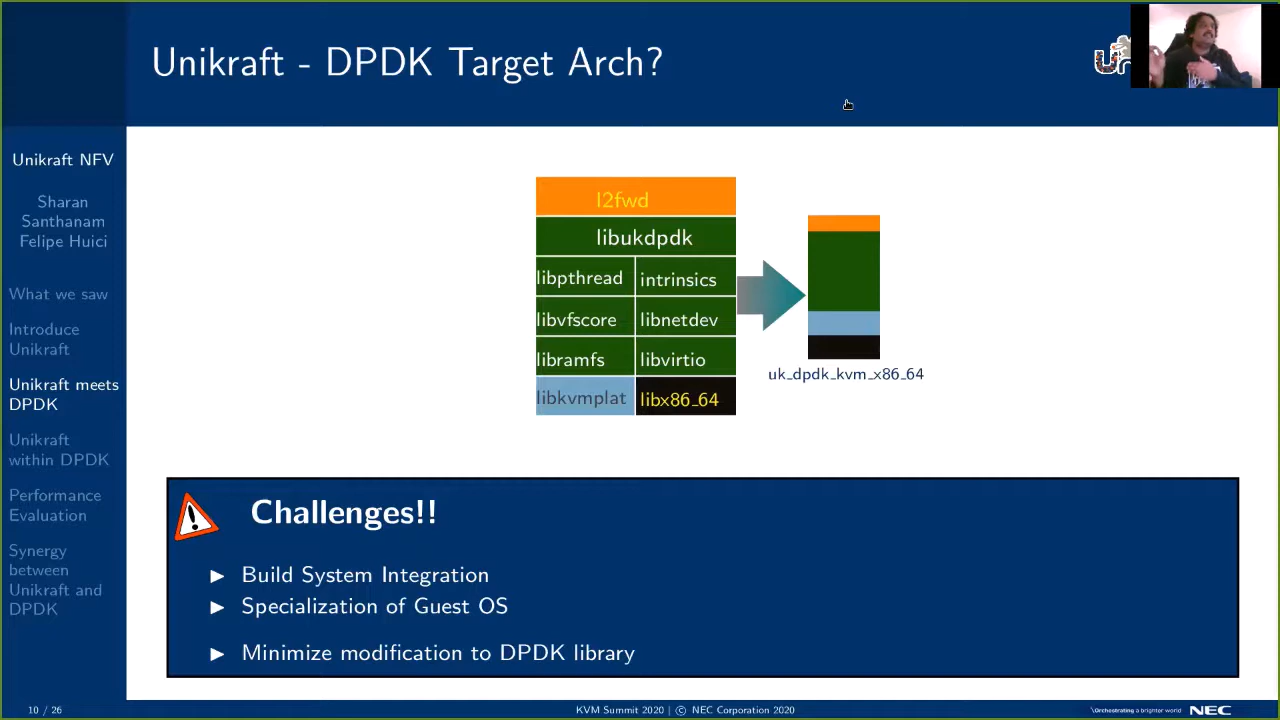 Unikraft - DPDK Target Arch?
Unikraft NFV
Sharan
Santhanam
Felipe Huici
What we saw
Introduce
Unikraft
Unikraft meets
DPDK
Unikraft
within DPDK
Performance
Evaluation
Synergy
between
Unikraft and
DPDK
l2fwd
libukdpdk
libpthread intrinsics
libvfscore libnetdev
libramfs libvirtio
libkvmplat libx86_64
uk_dpdk_kvm_x86_64
Challenges!!
► Build System Integration
► Specialization of Guest OS
► Minimize modification to DPDK library
10 / 26
KVM Summit 2020 | © NEC Corporation 2020
\Orchestrating a brighter world NEC